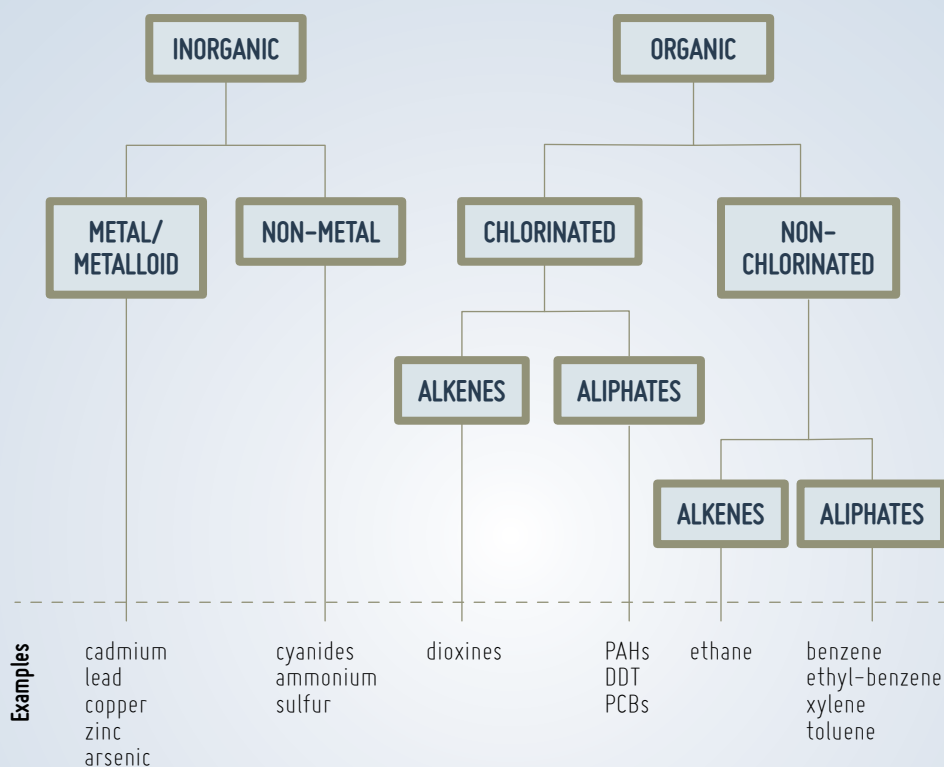 INORGANIC
ORGANIC
METAL/
METALLOID
NON-METAL
CHLORINATED
NON-
CHLORINATED
ALKENES
ALIPHATES
ALKENES
ALIPHATES
Examples
cadmium
lead
copper
zinc
arsenic
cyanides
ammonium
sulfur
dioxines
PAHs
DDT
PCBs
ethane
benzene
ethyl-benzene
xylene
toluene